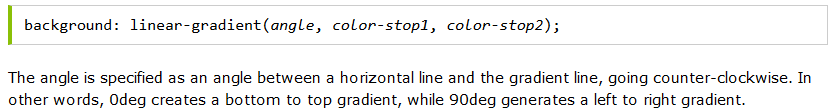 background: linear-gradient(angle, color-stop1, color-stop2);
The angle is specified as an angle between a horizontal line and the gradient line, going counter-clockwise. In
other words, 0deg creates a bottom to top gradient, while 90deg generates a left to right gradient.